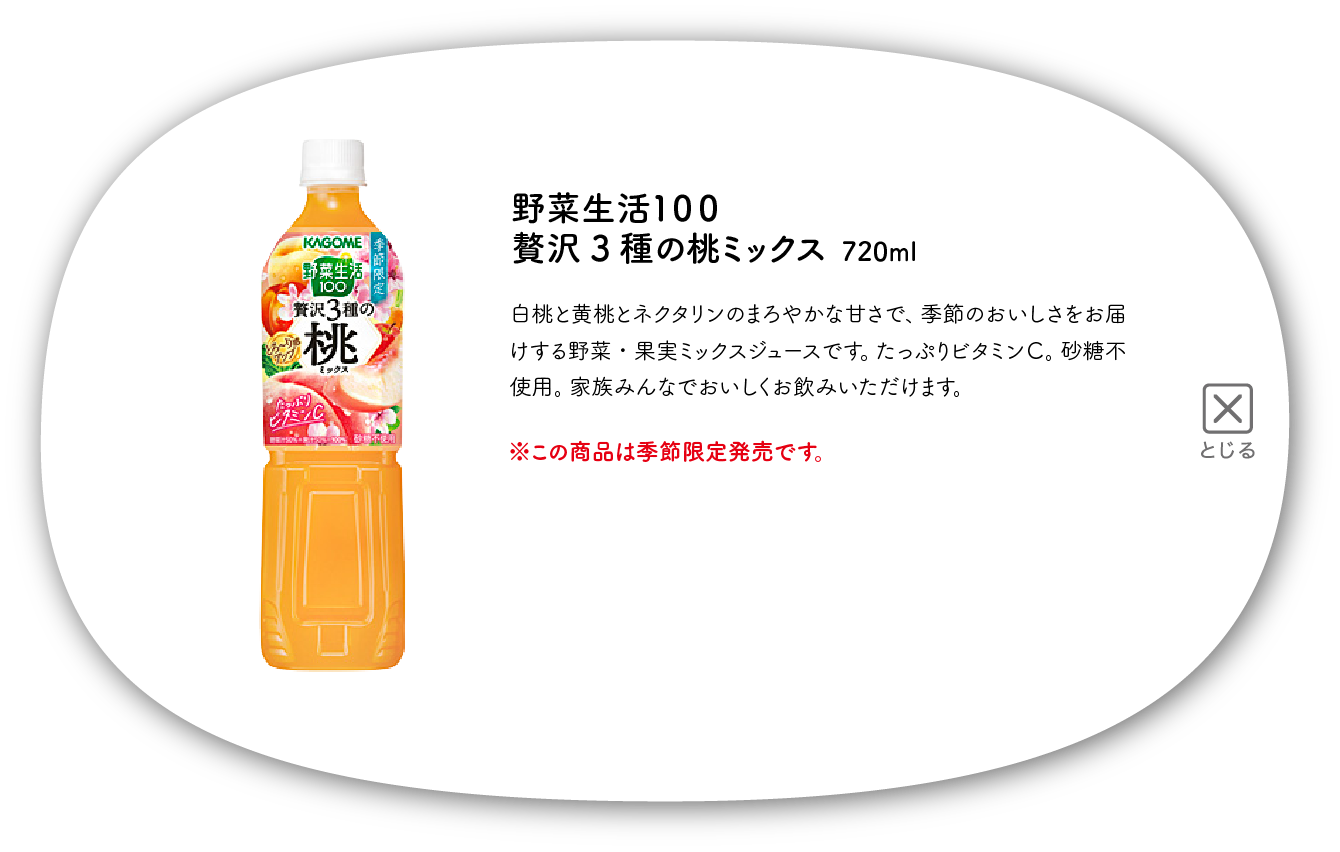 KAGOME
季節限定
野菜生活
100
贅沢3種の
桃
ミックス
たっぷり
ビタミンC
砂糖不使用
野菜生活100
贅沢3種の桃ミックス 720ml
白桃と黄桃とネクタリンのまろやかな甘さで、季節のおいしさをお届
けする野菜・果実ミックスジュースです。たっぷりビタミンC。砂糖不
使用。家族みんなでおいしくお飲みいただけます。
※この商品は季節限定発売です。
とじる